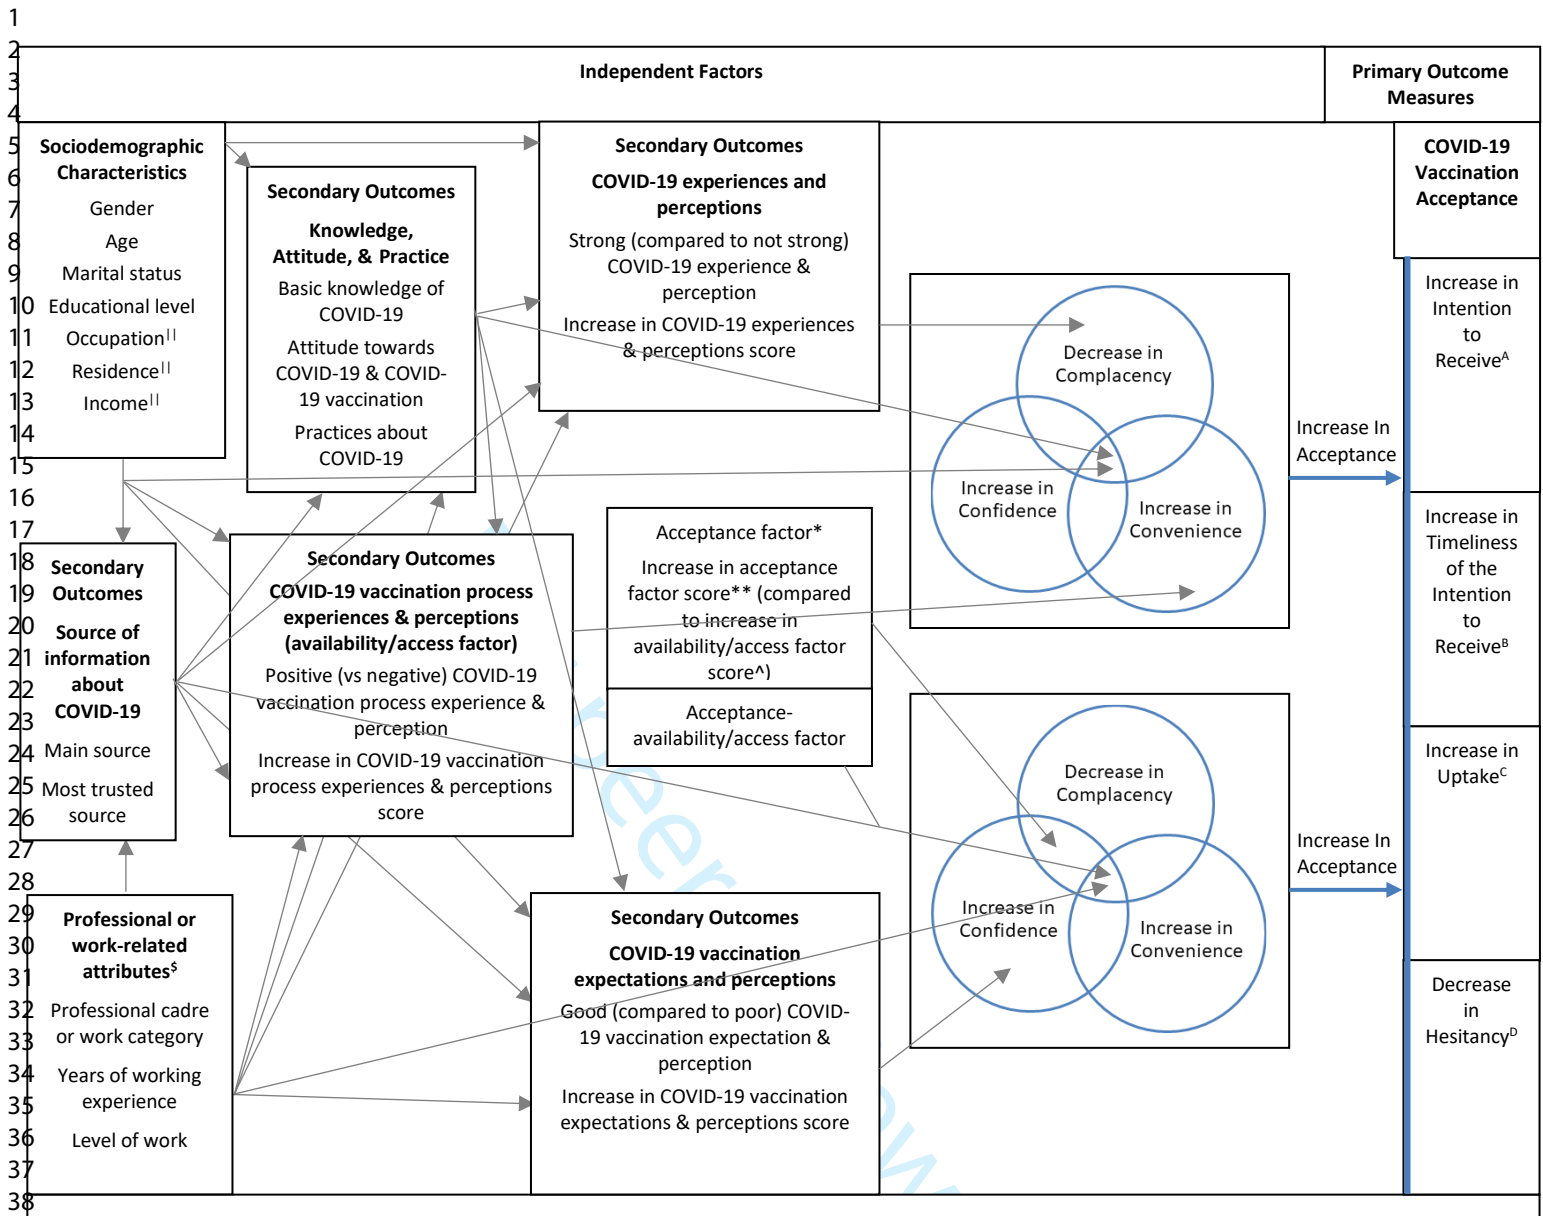 1
2
3
4
5
6
7
8
9
10
11
12
13
14
15
16
17
18
19
20
21
22
23
24
25
26
27
28
29
30
31
32
33
34
35
36
37
38
Independent Factors
Primary Outcome
Measures
Sociodemographic
Characteristics
Gender
Age
Marital status
Educational level
Occupation||
Residence||
Income||
Secondary Outcomes
Knowledge,
Attitude, & Practice
Basic knowledge of
COVID-19
Attitude towards
COVID-19 & COVID-
19 vaccination
Practices about
COVID-19
Secondary Outcomes
COVID-19 experiences and
perceptions
Strong (compared to not strong)
COVID-19 experience &
perception
Increase in COVID-19 experiences
& perceptions score
COVID-19
Vaccination
Acceptance
Increase in
Intention
to
Receive^A
Increase in
Timeliness
of the
Intention
to
Receive^B
Increase in
Uptake^C
Decrease
in
Hesitancy^D
Decrease in
Complacency
Increase in
Confidence
Increase in
Convenience
Increase In
Acceptance
Secondary
Outcomes
Source of
information
about
COVID-19
Main source
Most trusted
source
Secondary Outcomes
COVID-19 vaccination process
experiences & perceptions
(availability/access factor)
Positive (vs negative) COVID-19
vaccination process experience &
perception
Increase in COVID-19 vaccination
process experiences & perceptions
score
Acceptance factor*
Increase in acceptance
factor score** (compared
to increase in
availability/access factor
score^)
Acceptance-
availability/access factor
Decrease in
Complacency
Increase in
Confidence
Increase in
Convenience
Increase In
Acceptance
Professional or
work-related
attributes$
Professional cadre
or work category
Years of working
experience
Level of work
Secondary Outcomes
COVID-19 vaccination
expectations and perceptions
Good (compared to poor) COVID-
19 vaccination expectation &
perception
Increase in COVID-19 vaccination
expectations & perceptions score